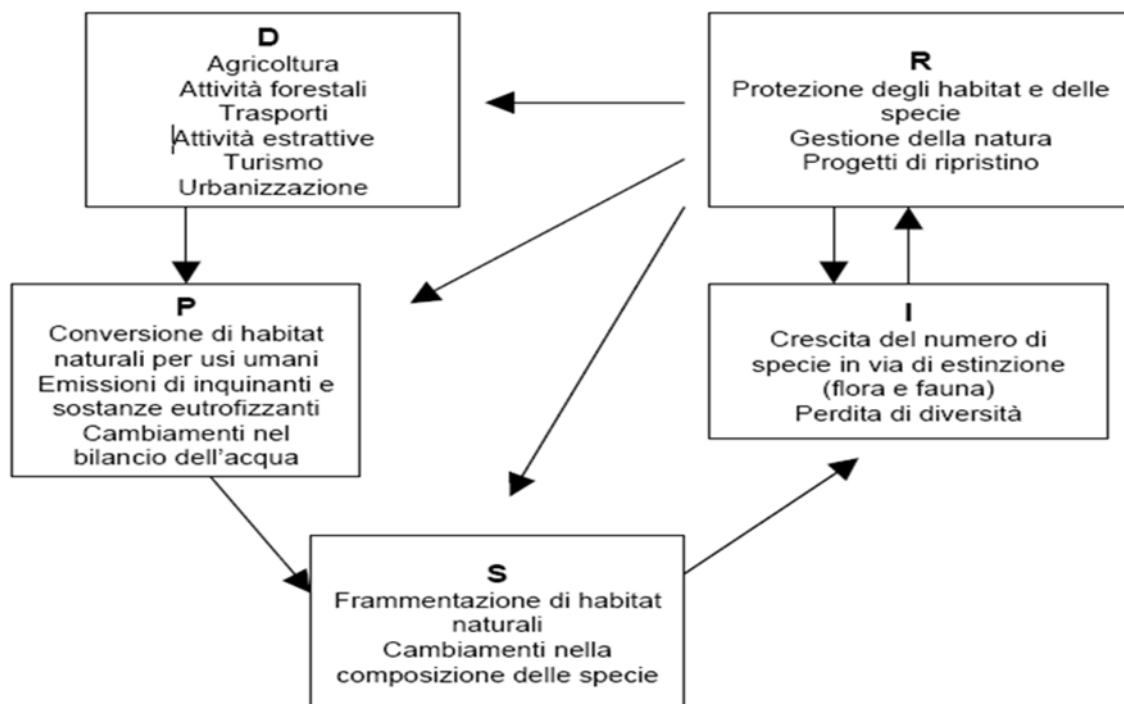 D
Agricoltura
Attività forestali
Trasporti
Attività estrattive
Turismo
Urbanizzazione
R
Protezione degli habitat e delle
specie
Gestione della natura
Progetti di ripristino
P
Conversione di habitat
naturali per usi umani
Emissioni di inquinanti e
sostanze eutrofizzanti
Cambiamenti nel
bilancio dell'acqua
I
Crescita del numero di
specie in via di estinzione
(flora e fauna)
Perdita di diversità
S
Frammentazione di habitat
naturali
Cambiamenti nella
composizione delle specie